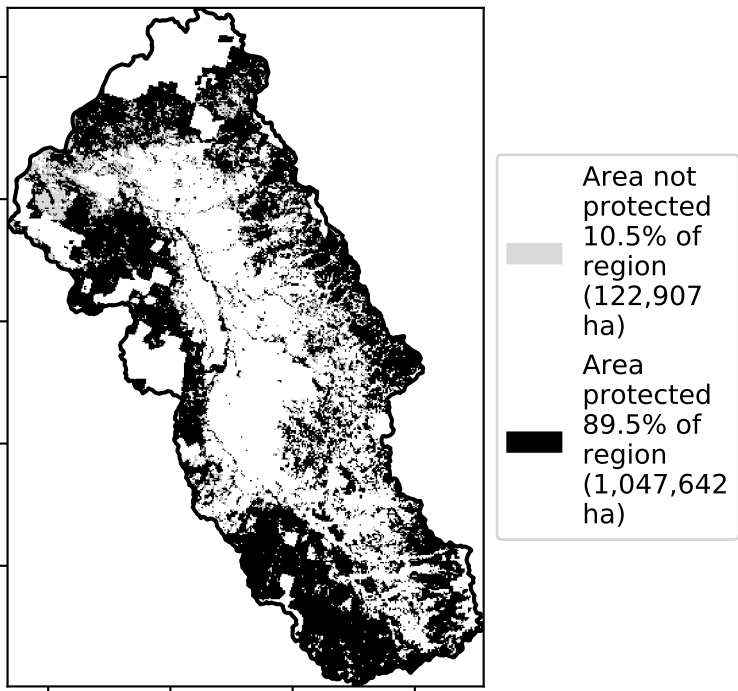 Area not
protected
10.5% of
region
(122,907
ha)
Area
protected
89.5% of
region
(1,047,642
ha)